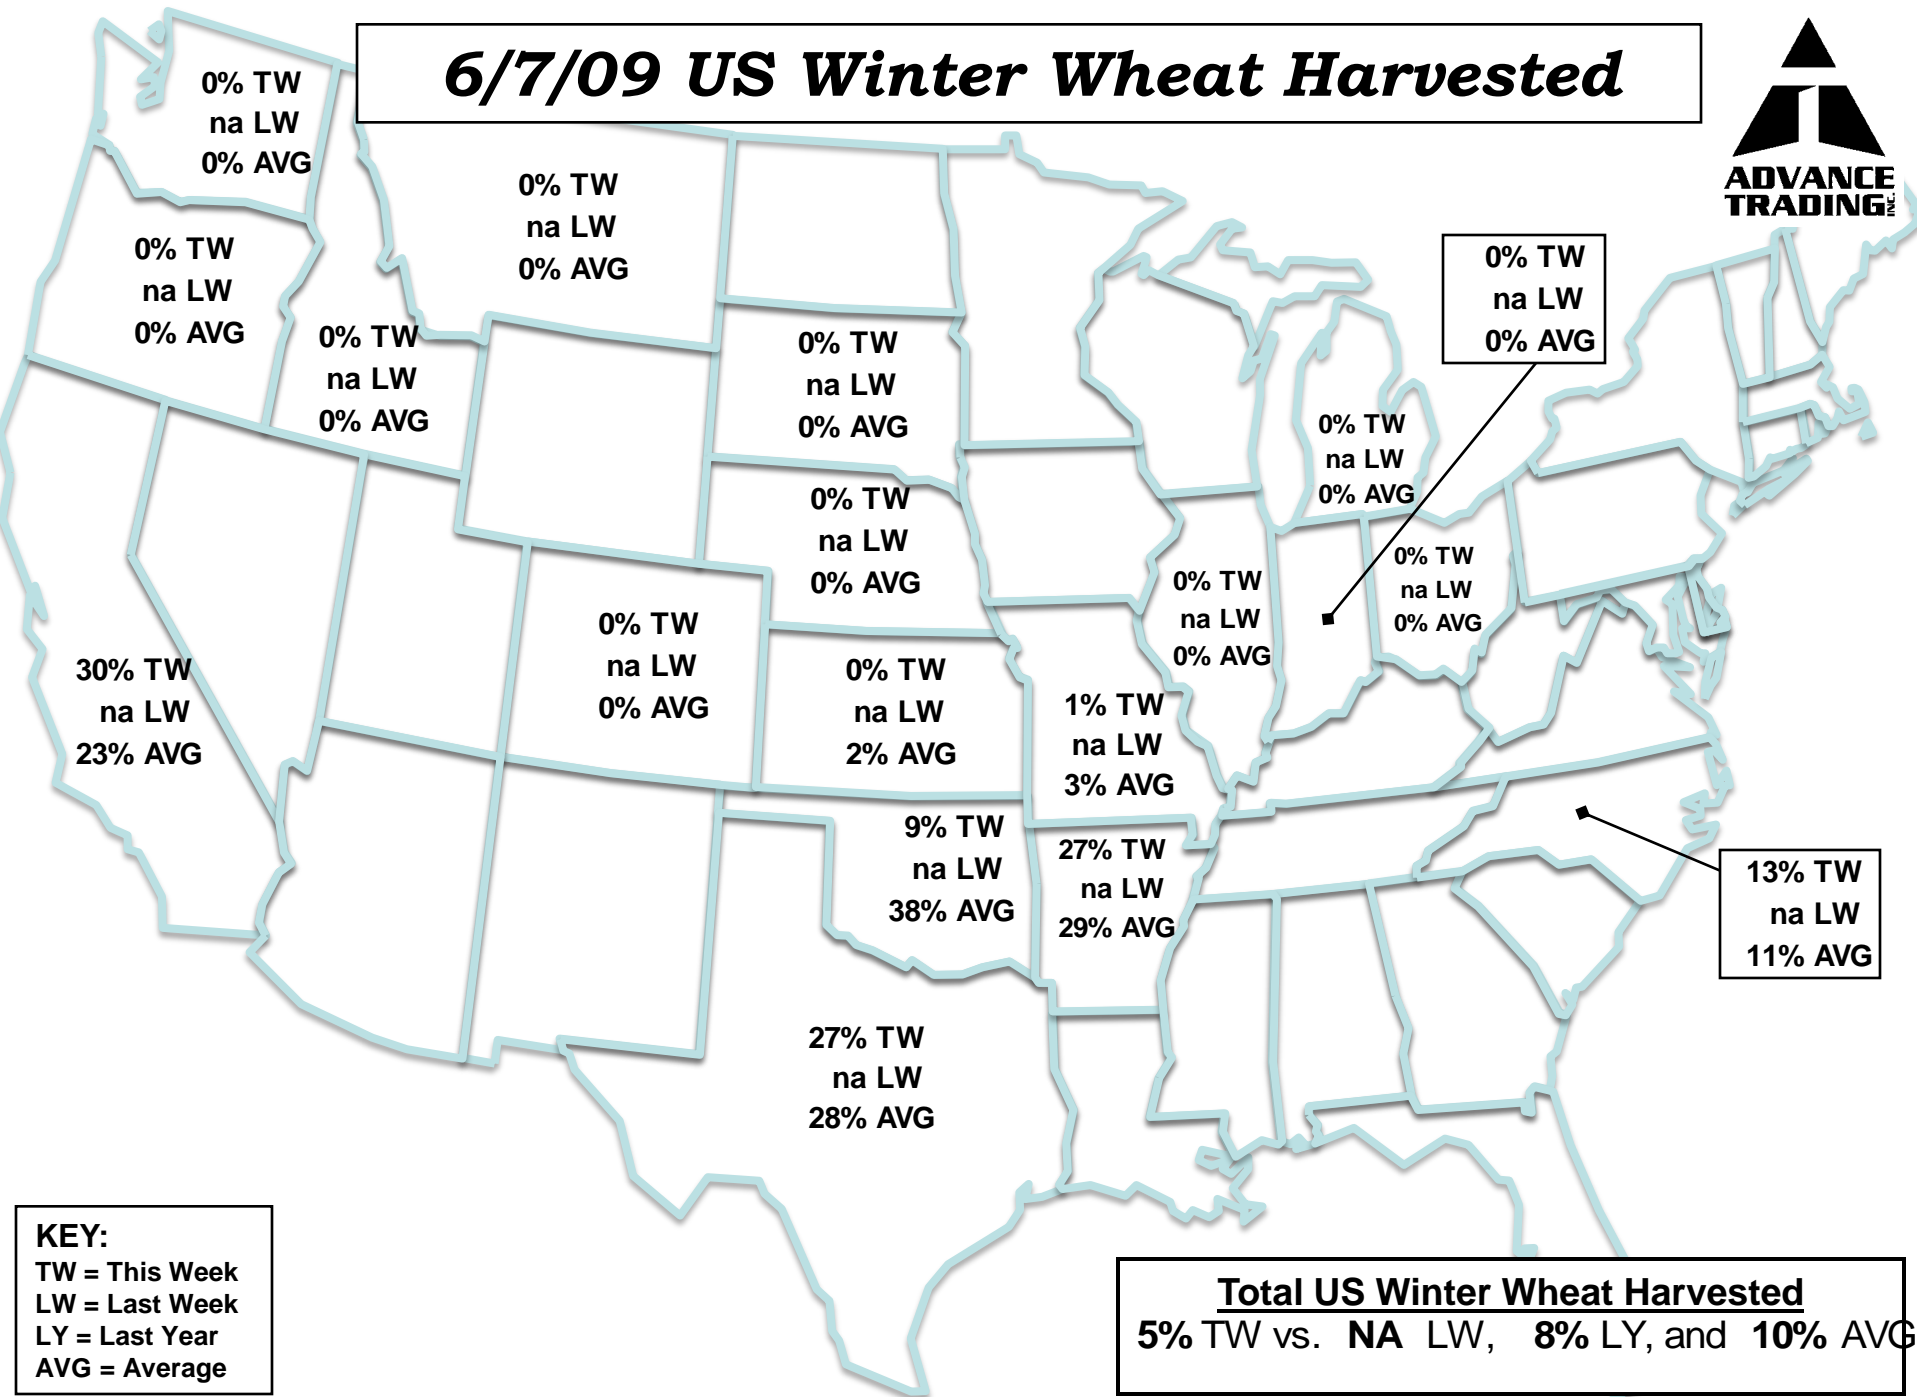 6/7/09 US Winter Wheat Harvested
ADVANCE
TRADING INC.
0% TW
na LW
0% AVG
0% TW
na LW
0% AVG
0% TW
na LW
0% AVG
0% TW
na LW
0% AVG
0% TW
na LW
0% AVG
0% TW
na LW
0% AVG
0% TW
na LW
0% AVG
0% TW
na LW
0% AVG
0% TW
na LW
0% AVG
0% TW
na LW
0% AVG
0% TW
na LW
0% AVG
30% TW
na LW
23% AVG
0% TW
na LW
0% AVG
0% TW
na LW
2% AVG
1% TW
na LW
3% AVG
9% TW
na LW
38% AVG
27% TW
na LW
29% AVG
13% TW
na LW
11% AVG
27% TW
na LW
28% AVG
KEY:
TW = This Week
LW = Last Week
LY = Last Year
AVG = Average
Total US Winter Wheat Harvested
5% TW vs. NA LW, 8% LY, and 10% AVG